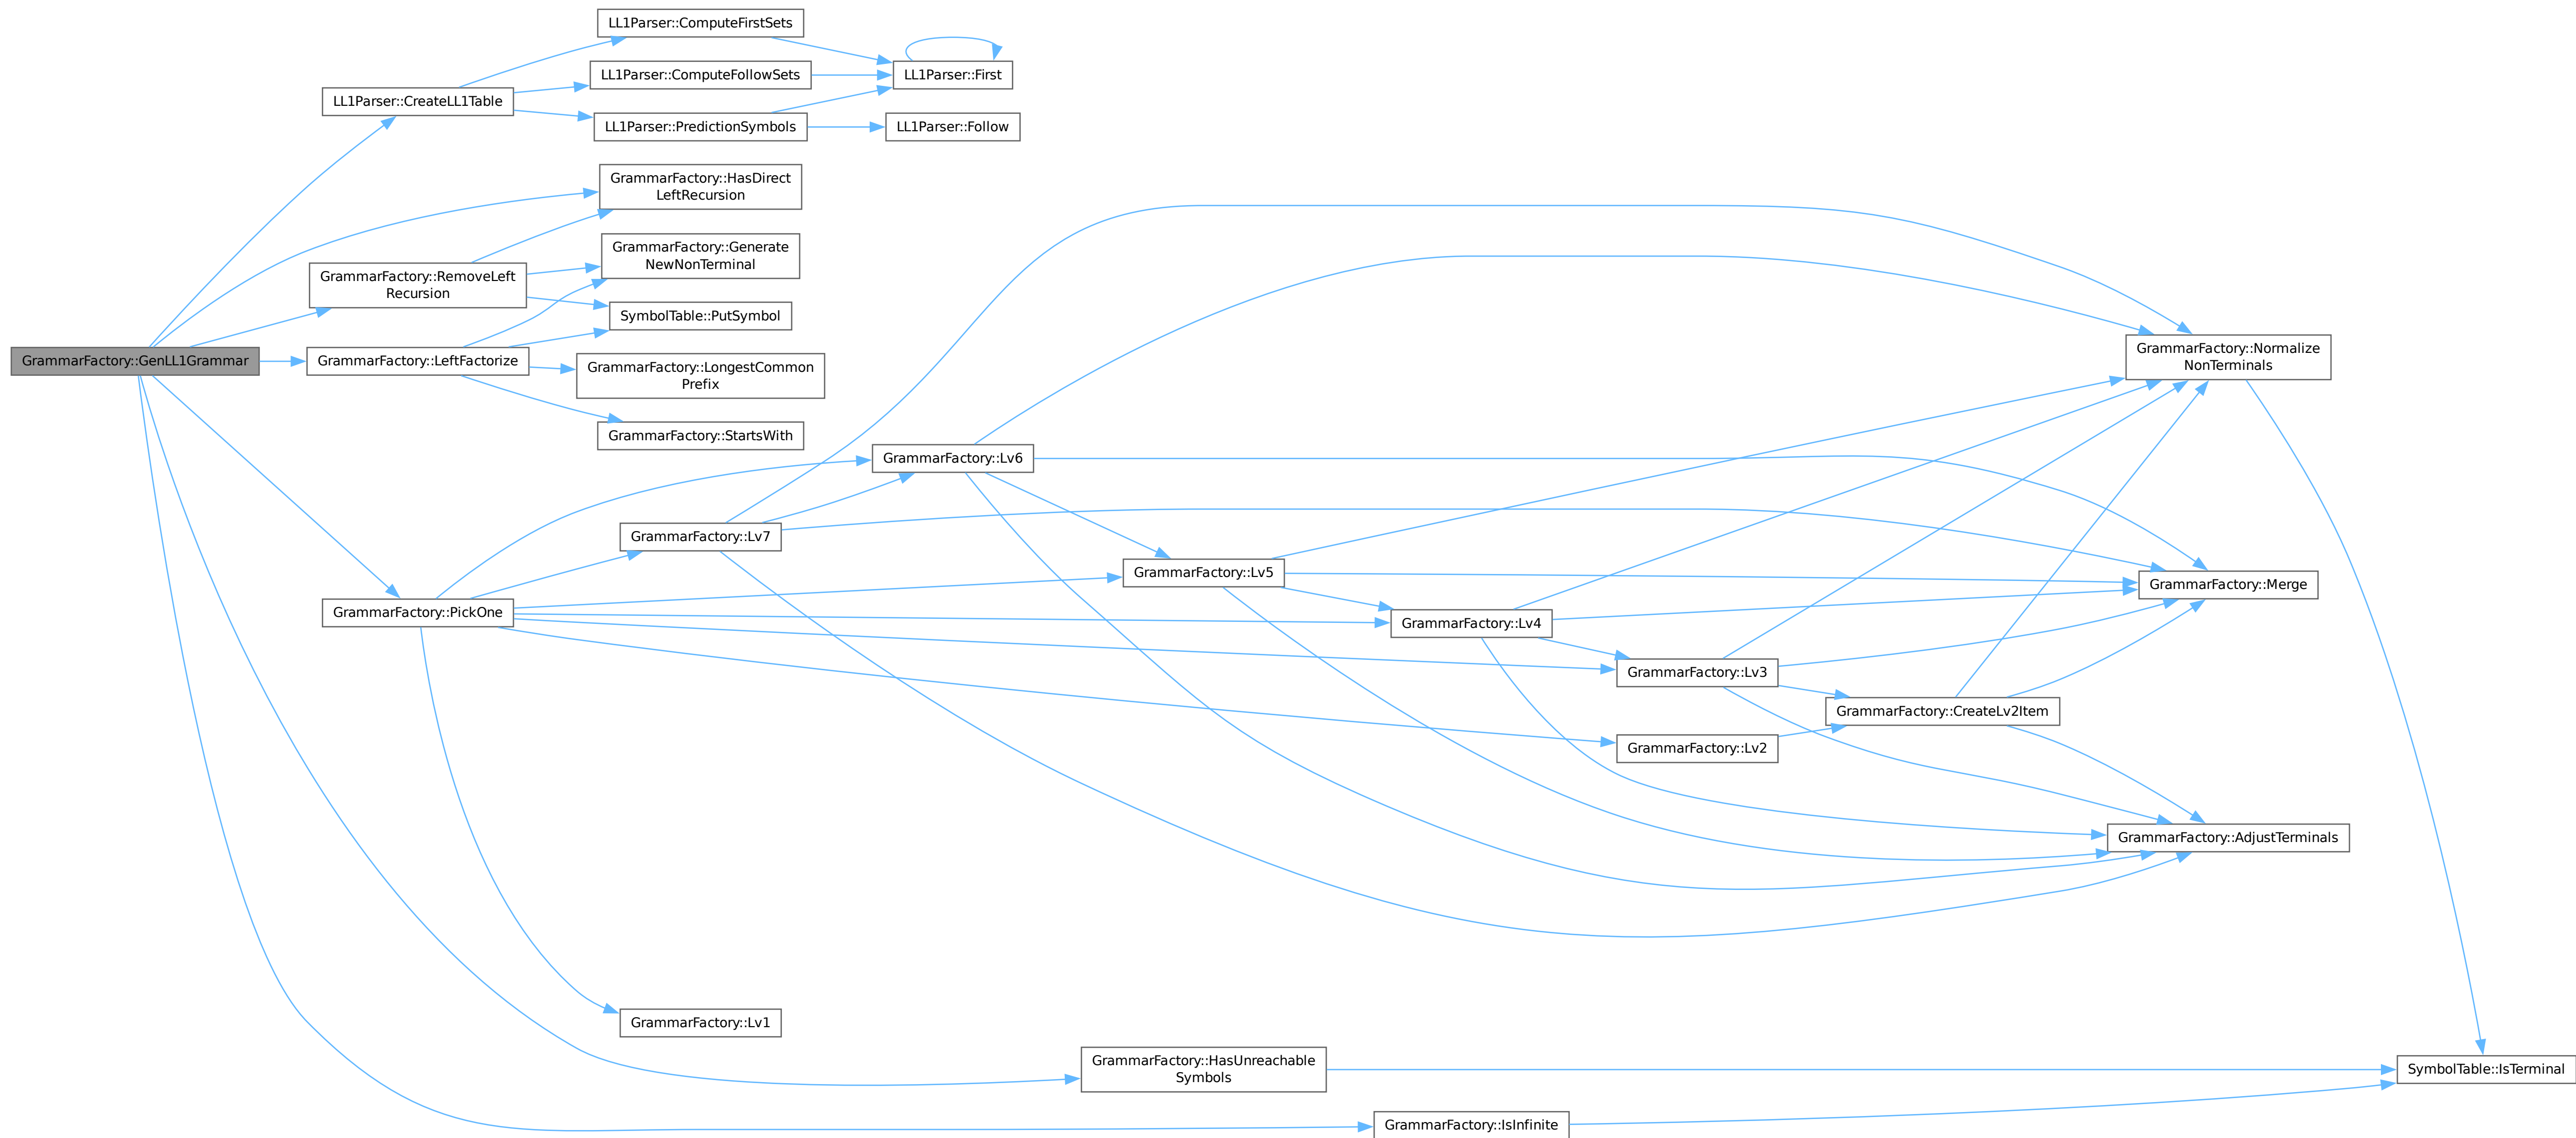 LL1Parser::ComputeFirstSets
LL1Parser::ComputeFollowSets
LL1Parser::First
LL1Parser::CreateLL1Table
LL1Parser::PredictionSymbols
LL1Parser::Follow
GrammarFactory::HasDirect
LeftRecursion
GrammarFactory::Generate
NewNonTerminal
GrammarFactory::RemoveLeft
Recursion
SymbolTable::PutSymbol
GrammarFactory::GenLL1Grammar
GrammarFactory::LeftFactorize
GrammarFactory::LongestCommon
Prefix
GrammarFactory::StartsWith
GrammarFactory::Normalize
NonTerminals
GrammarFactory::Lv6
GrammarFactory::Lv7
GrammarFactory::Lv5
GrammarFactory::Merge
GrammarFactory::PickOne
GrammarFactory::Lv4
GrammarFactory::Lv3
GrammarFactory::CreateLv2Item
GrammarFactory::Lv2
GrammarFactory::AdjustTerminals
GrammarFactory::Lv1
GrammarFactory::HasUnreachable
Symbols
SymbolTable::IsTerminal
GrammarFactory::IsInfinite